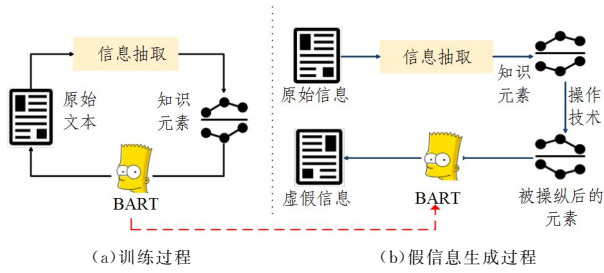 信息抽取
原始
文本
知识
元素
BART
(a)训练过程
原始信息
信息抽取
知识
元素
操作
技术
虚假信息
BART
被操纵后的
元素
(b)假信息生成过程